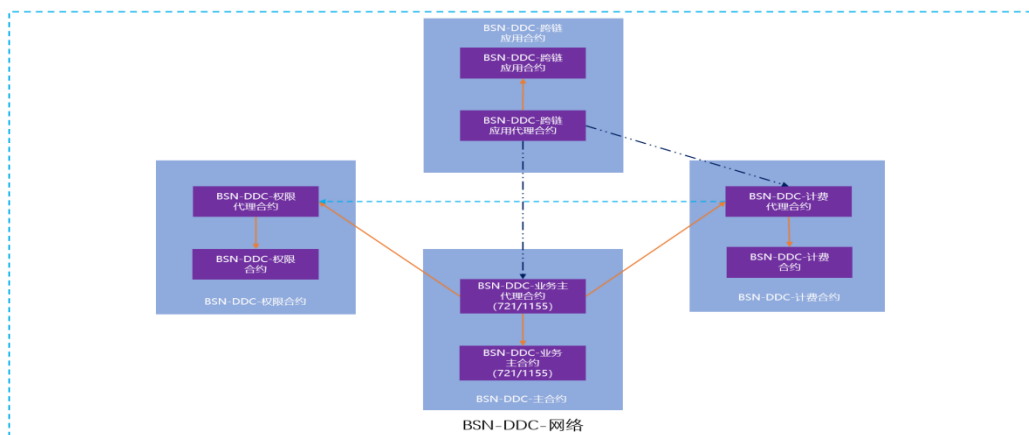 BSN-DDC-跨链
应用合约
BSN-DDC-跨链
应用合约
BSN-DDC-跨链
应用代理合约
BSN-DDC-权限
代理合约
BSN-DDC-权限
合约
BSN-DDC-权限合约
BSN-DDC-计费
代理合约
BSN-DDC-计费
合约
BSN-DDC-计费合约
BSN-DDC-业务主
代理合约
(721/1155)
BSN-DDC-业务
主合约
(721/1155)
BSN-DDC-主合约
BSN-DDC-网络